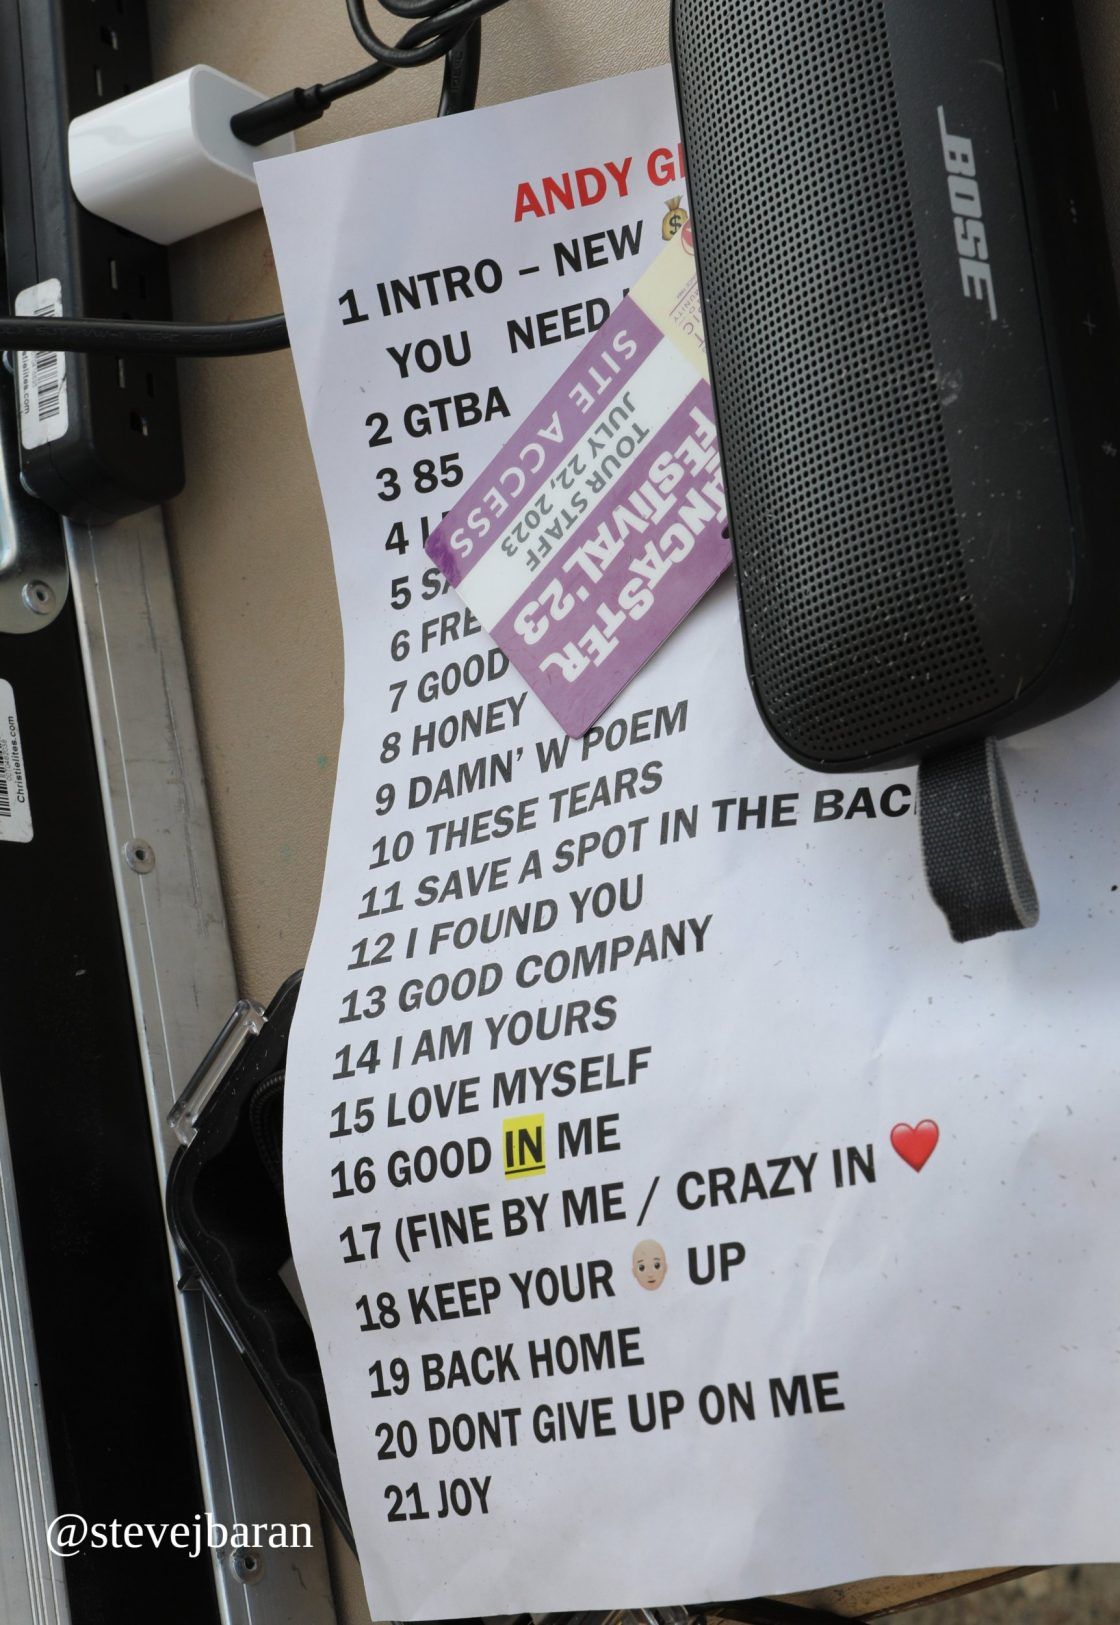 BOSE
ANDY
1 INTRO – NEW 💰
YOU NEED
2 GTBA
3 85
4
5
6
7 GOOD
8 HONEY
9 DAMN' W POEM
10 THESE TEARS
11 SAVE A SPOT IN THE
12 I FOUND YOU
13 GOOD COMPANY
14 I AM YOURS
15 LOVE MYSELF
16 GOOD IN ME
17 (FINE BY ME / CRAZY IN ❤️
18 KEEP YOUR 👨‍🦲 UP
19 BACK HOME
20 DONT GIVE UP ON ME
21 JOY
SITE ACCESS
JULY 22, 2023
TOUR STAFF
FESTIVAL '23
Christielites.com
@stevejbaran